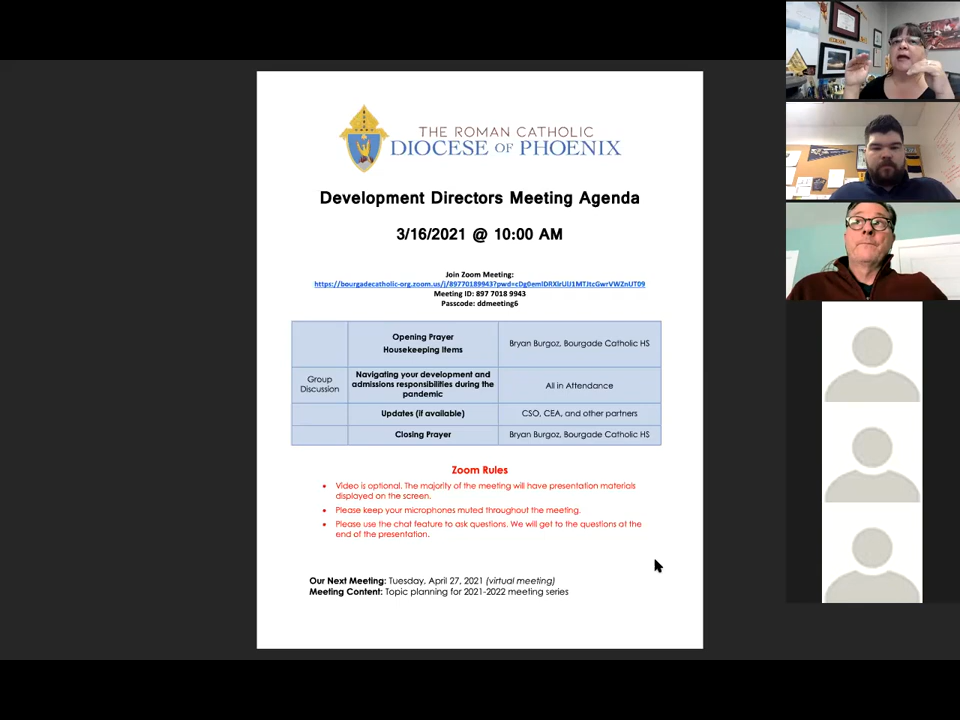 THE ROMAN CATHOLIC
DIOCESE OF PHOENIX
Development Directors Meeting Agenda
3/16/2021 @ 10:00 AM
Join Zoom Meeting:
Meeting ID: 897 7018 9943
Passcode: ddmeeting6
Opening Prayer
Housekeeping Items
Bryan Burgoz, Bourgade Catholic HS
Group
Discussion
Navigating your development and
admissions responsibilities during the
pandemic
All in Attendance
Updates (if available)
CSO, CEA, and other partners
Closing Prayer
Bryan Burgoz, Bourgade Catholic HS
Zoom Rules
• Video is optional. The majority of the meeting will have presentation materials
displayed on the screen.
• Please keep your microphones muted throughout the meeting.
• Please use the chat feature to ask questions. We will get to the questions at the
end of the presentation.
Our Next Meeting: Tuesday, April 27, 2021 (virtual meeting)
Meeting Content: Topic planning for 2021-2022 meeting series